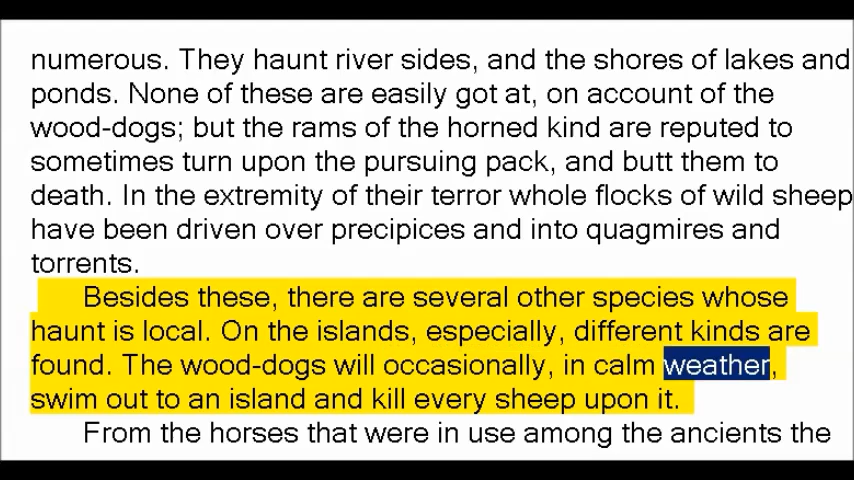 numerous. They haunt river sides, and the shores of lakes and
ponds. None of these are easily got at, on account of the
wood-dogs; but the rams of the horned kind are reputed to
sometimes turn upon the pursuing pack, and butt them to
death. In the extremity of their terror whole flocks of wild sheep
have been driven over precipices and into quagmires and
torrents.
Besides these, there are several other species whose
haunt is local. On the islands, especially, different kinds are
found. The wood-dogs will occasionally, in calm weather,
swim out to an island and kill every sheep upon it.
From the horses that were in use among the ancients the